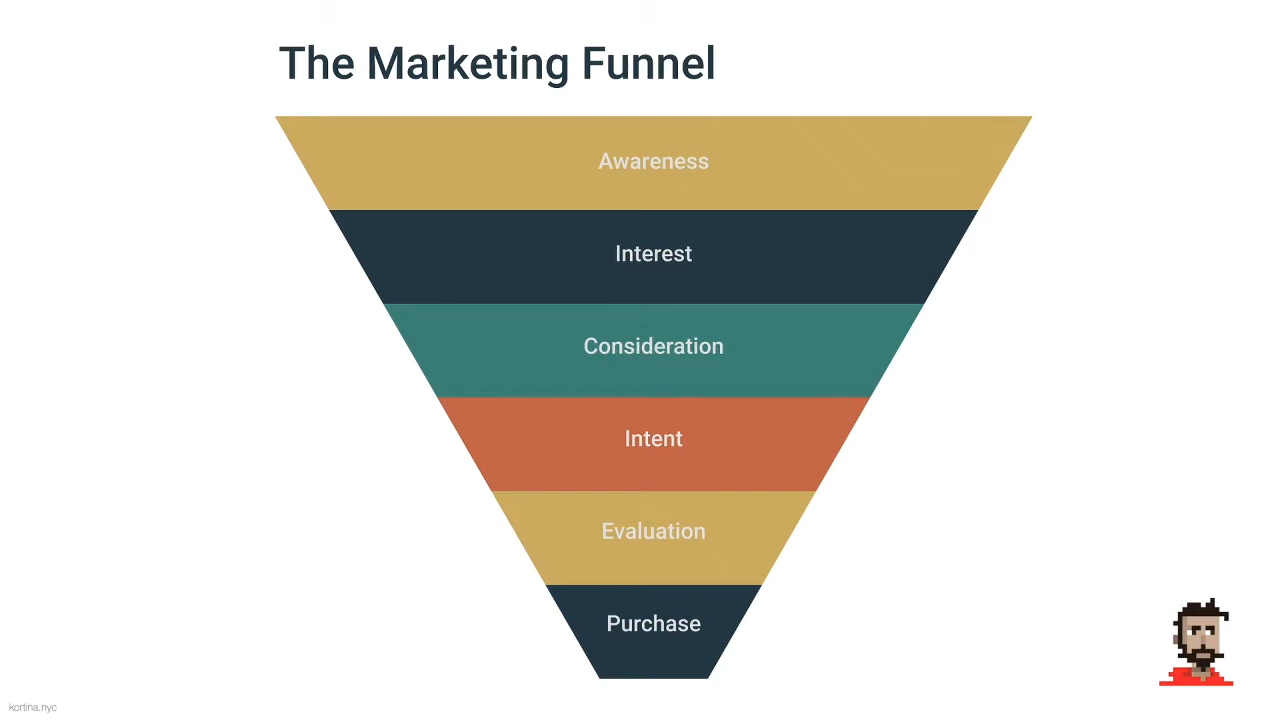 The Marketing Funnel
Awareness
Interest
Consideration
Intent
Evaluation
Purchase
kortina.nyc